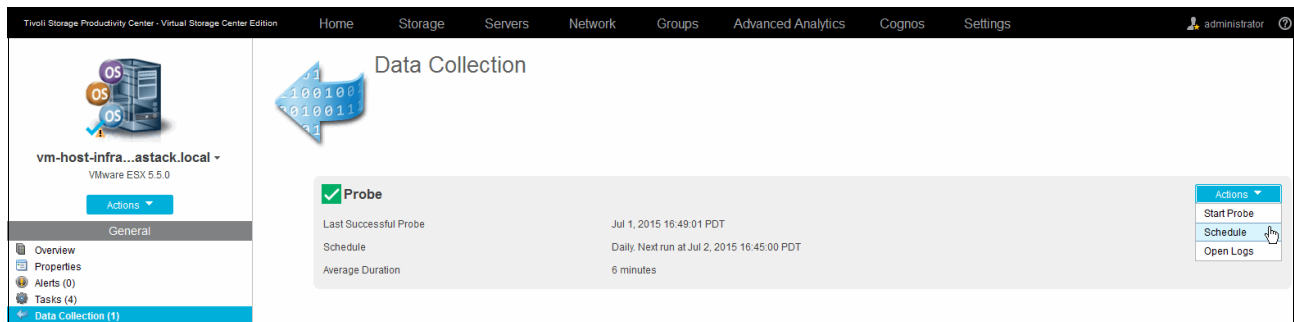 Tivoli Storage Productivity Center - Virtual Storage Center Edition Home Storage Servers Network Groups Advanced Analytics Cognos Settings administrator ?
OS
OS
OS
vm-host-infra...astack.local
VMware ESX 5.5.0
Actions
General
Overview
Properties
Alerts (0)
Tasks (4)
Data Collection (1)
Data Collection
Probe
Last Successful Probe Jul 1, 2015 16:49:01 PDT
Schedule Daily. Next run at Jul 2, 2015 16:45:00 PDT
Average Duration 6 minutes
Actions
Start Probe
Schedule
Open Logs